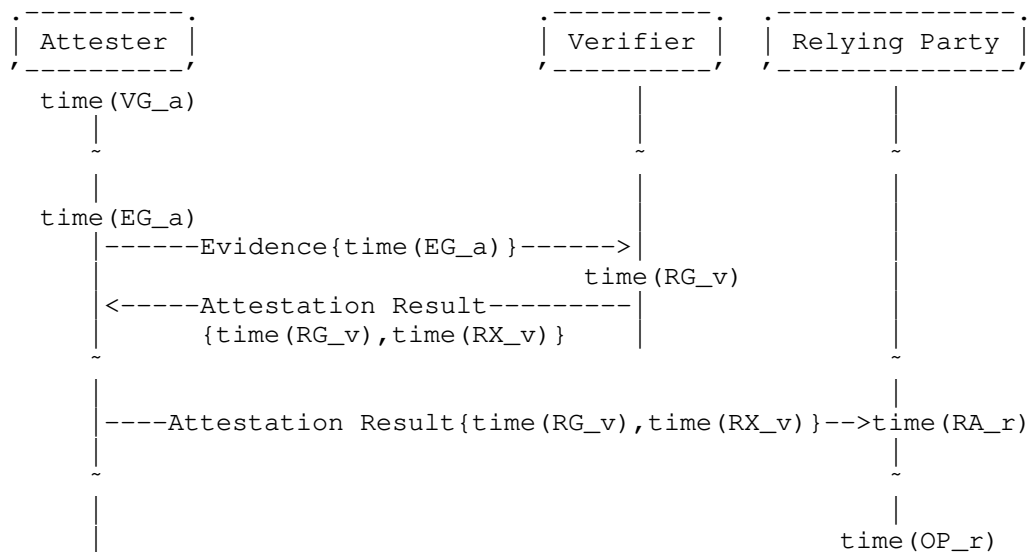 .----------.                         .----------.  .---------------.
| Attester |                         | Verifier |  | Relying Party |
'----------'                         '----------'  '---------------'
  time(VG_a)                               |               |
     |                                     |               |
     ~                                     ~               ~
     |                                     |               |
  time(EG_a)                               |               |
     |------Evidence{time(EG_a)}------>|               |
     |                                 time(RG_v)          |
     |<-----Attestation Result---------|               |
     |      {time(RG_v),time(RX_v)}    |               |
     ~                                                     ~
     |                                                     |
     |----Attestation Result{time(RG_v),time(RX_v)}-->time(RA_r)
     |                                                     |
     ~                                                     ~
     |                                                     |
     |                                                 time(OP_r)